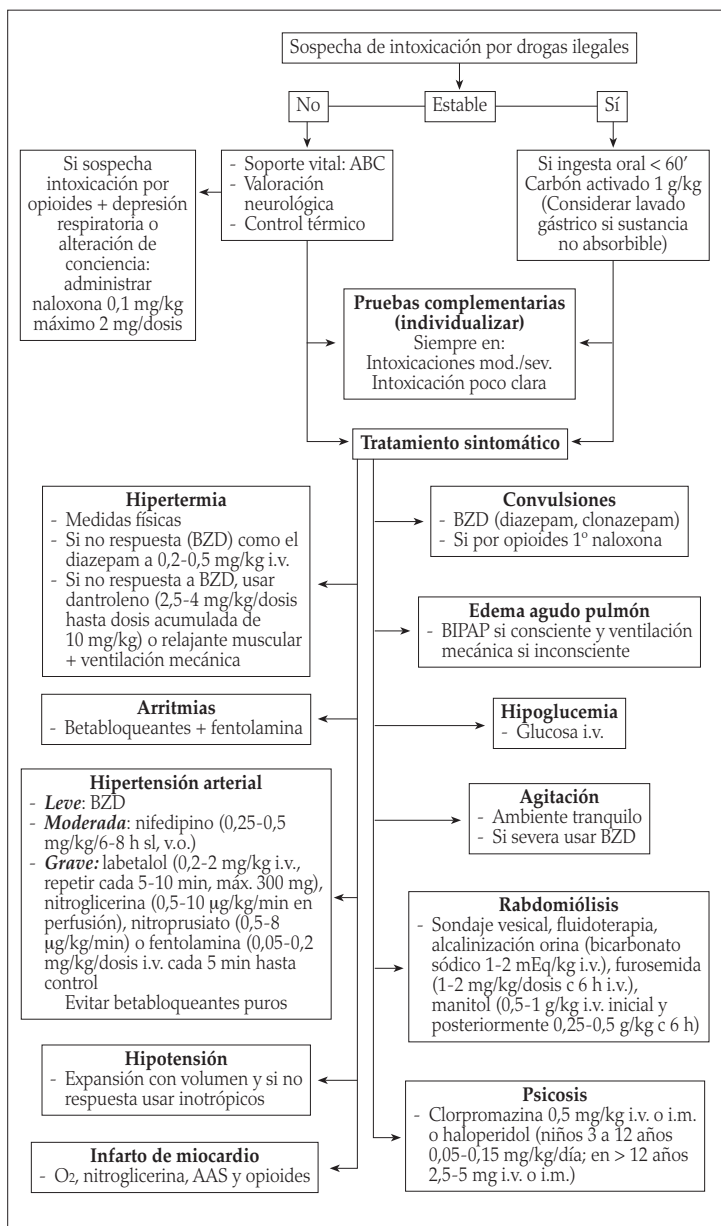 Sospecha de intoxicación por drogas ilegales
No
Estable
Sí
Si sospecha
intoxicación por
opioides + depresión
respiratoria o
alteración de
conciencia:
administrar
naloxona 0,1 mg/kg
máximo 2 mg/dosis
- Soporte vital: ABC
- Valoración
neurológica
- Control térmico
Si ingesta oral < 60′
Carbón activado 1 g/kg
(Considerar lavado
gástrico si sustancia
no absorbible)
Pruebas complementarias
(individualizar)
Siempre en:
Intoxicaciones mod./sev.
Intoxicación poco clara
Tratamiento sintomático
Hipertermia
- Medidas físicas
- Si no respuesta (BZD) como el
diazepam a 0,2-0,5 mg/kg i.v.
- Si no respuesta a BZD, usar
dantroleno (2,5-4 mg/kg/dosis
hasta dosis acumulada de
10 mg/kg) o relajante muscular
+ ventilación mecánica
Arritmias
- Betabloqueantes + fentolamina
Hipertensión arterial
- Leve: BZD
- Moderada: nifedipino (0,25-0,5
mg/kg/6-8 h sl, v.o.)
- Grave: labetalol (0,2-2 mg/kg i.v.,
repetir cada 5-10 min, máx. 300 mg),
nitroglicerina (0,5-10 µg/kg/min en
perfusión), nitroprusiato (0,5-8
µg/kg/min) o fentolamina (0,05-0,2
mg/kg/dosis i.v. cada 5 min hasta
control
Evitar betabloqueantes puros
Hipotensión
- Expansión con volumen y si no
respuesta usar inotrópicos
Infarto de miocardio
- O₂, nitroglicerina, AAS y opioides
Convulsiones
- BZD (diazepam, clonazepam)
- Si por opioides 1º naloxona
Edema agudo pulmón
- BIPAP si consciente y ventilación
mecánica si inconsciente
Hipoglucemia
- Glucosa i.v.
Agitación
- Ambiente tranquilo
- Si severa usar BZD
Rabdomiólisis
- Sondaje vesical, fluidoterapia,
alcalinización orina (bicarbonato
sódico 1-2 mEq/kg i.v.), furosemida
(1-2 mg/kg/dosis c 6 h i.v.),
manitol (0,5-1 g/kg i.v. inicial y
posteriormente 0,25-0,5 g/kg c 6 h)
Psicosis
- Clorpromazina 0,5 mg/kg i.v. o i.m.
o haloperidol (niños 3 a 12 años
0,05-0,15 mg/kg/día; en > 12 años
2,5-5 mg i.v. o i.m.)